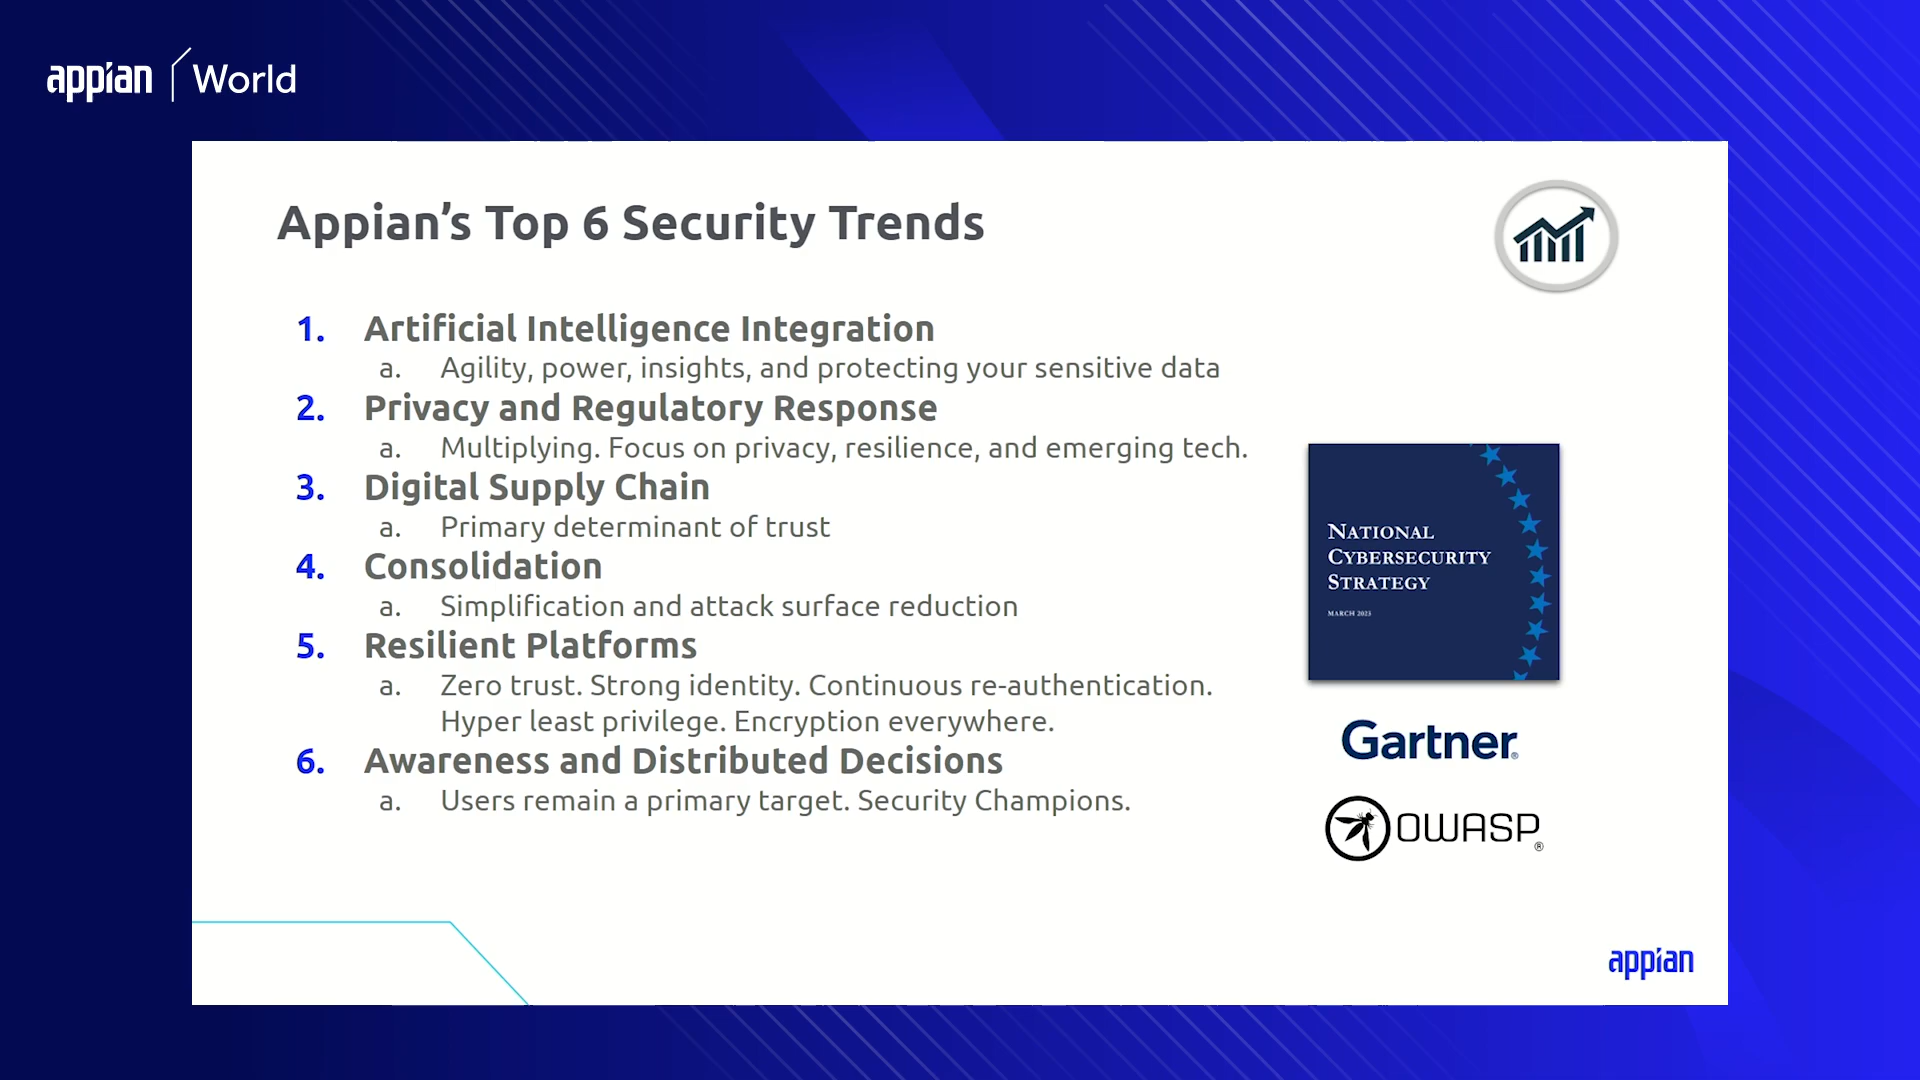 appian World
Appian’s Top 6 Security Trends
1. Artificial Intelligence Integration
a. Agility, power, insights, and protecting your sensitive data
2. Privacy and Regulatory Response
a. Multiplying. Focus on privacy, resilience, and emerging tech.
3. Digital Supply Chain
a. Primary determinant of trust
4. Consolidation
a. Simplification and attack surface reduction
5. Resilient Platforms
a. Zero trust. Strong identity. Continuous re-authentication.
Hyper least privilege. Encryption everywhere.
6. Awareness and Distributed Decisions
a. Users remain a primary target. Security Champions.
NATIONAL
CYBERSECURITY
STRATEGY
MARCH 2023
Gartner®
OWASP®
appian